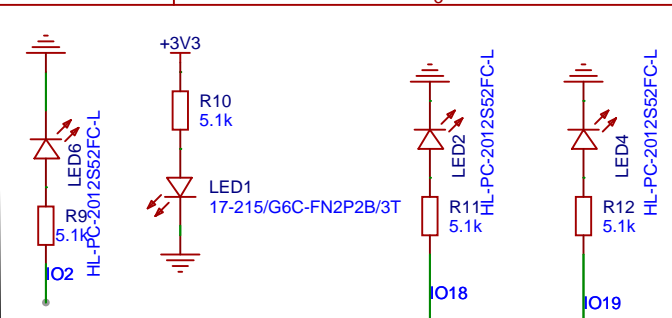 +3V3
R10
5.1k
LED1
17-215/G6C-FN2P2B/3T
LED6
HL-PC-2012S52FC-L
R9
5.1k
IO2
LED2
HL-PC-2012S52FC-L
R11
5.1k
IO18
LED4
HL-PC-2012S52FC-L
R12
5.1k
IO19